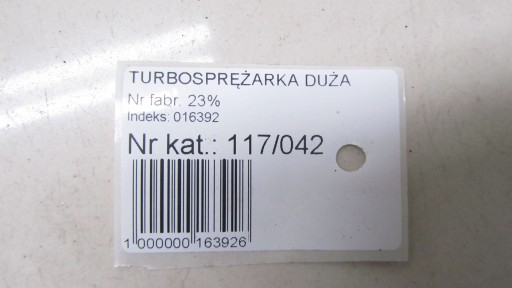 TURBOSPRĘŻARKA DUŻA
Nr fabr. 23%
Indeks: 016392
Nr kat.: 117/042
1 000000 163926